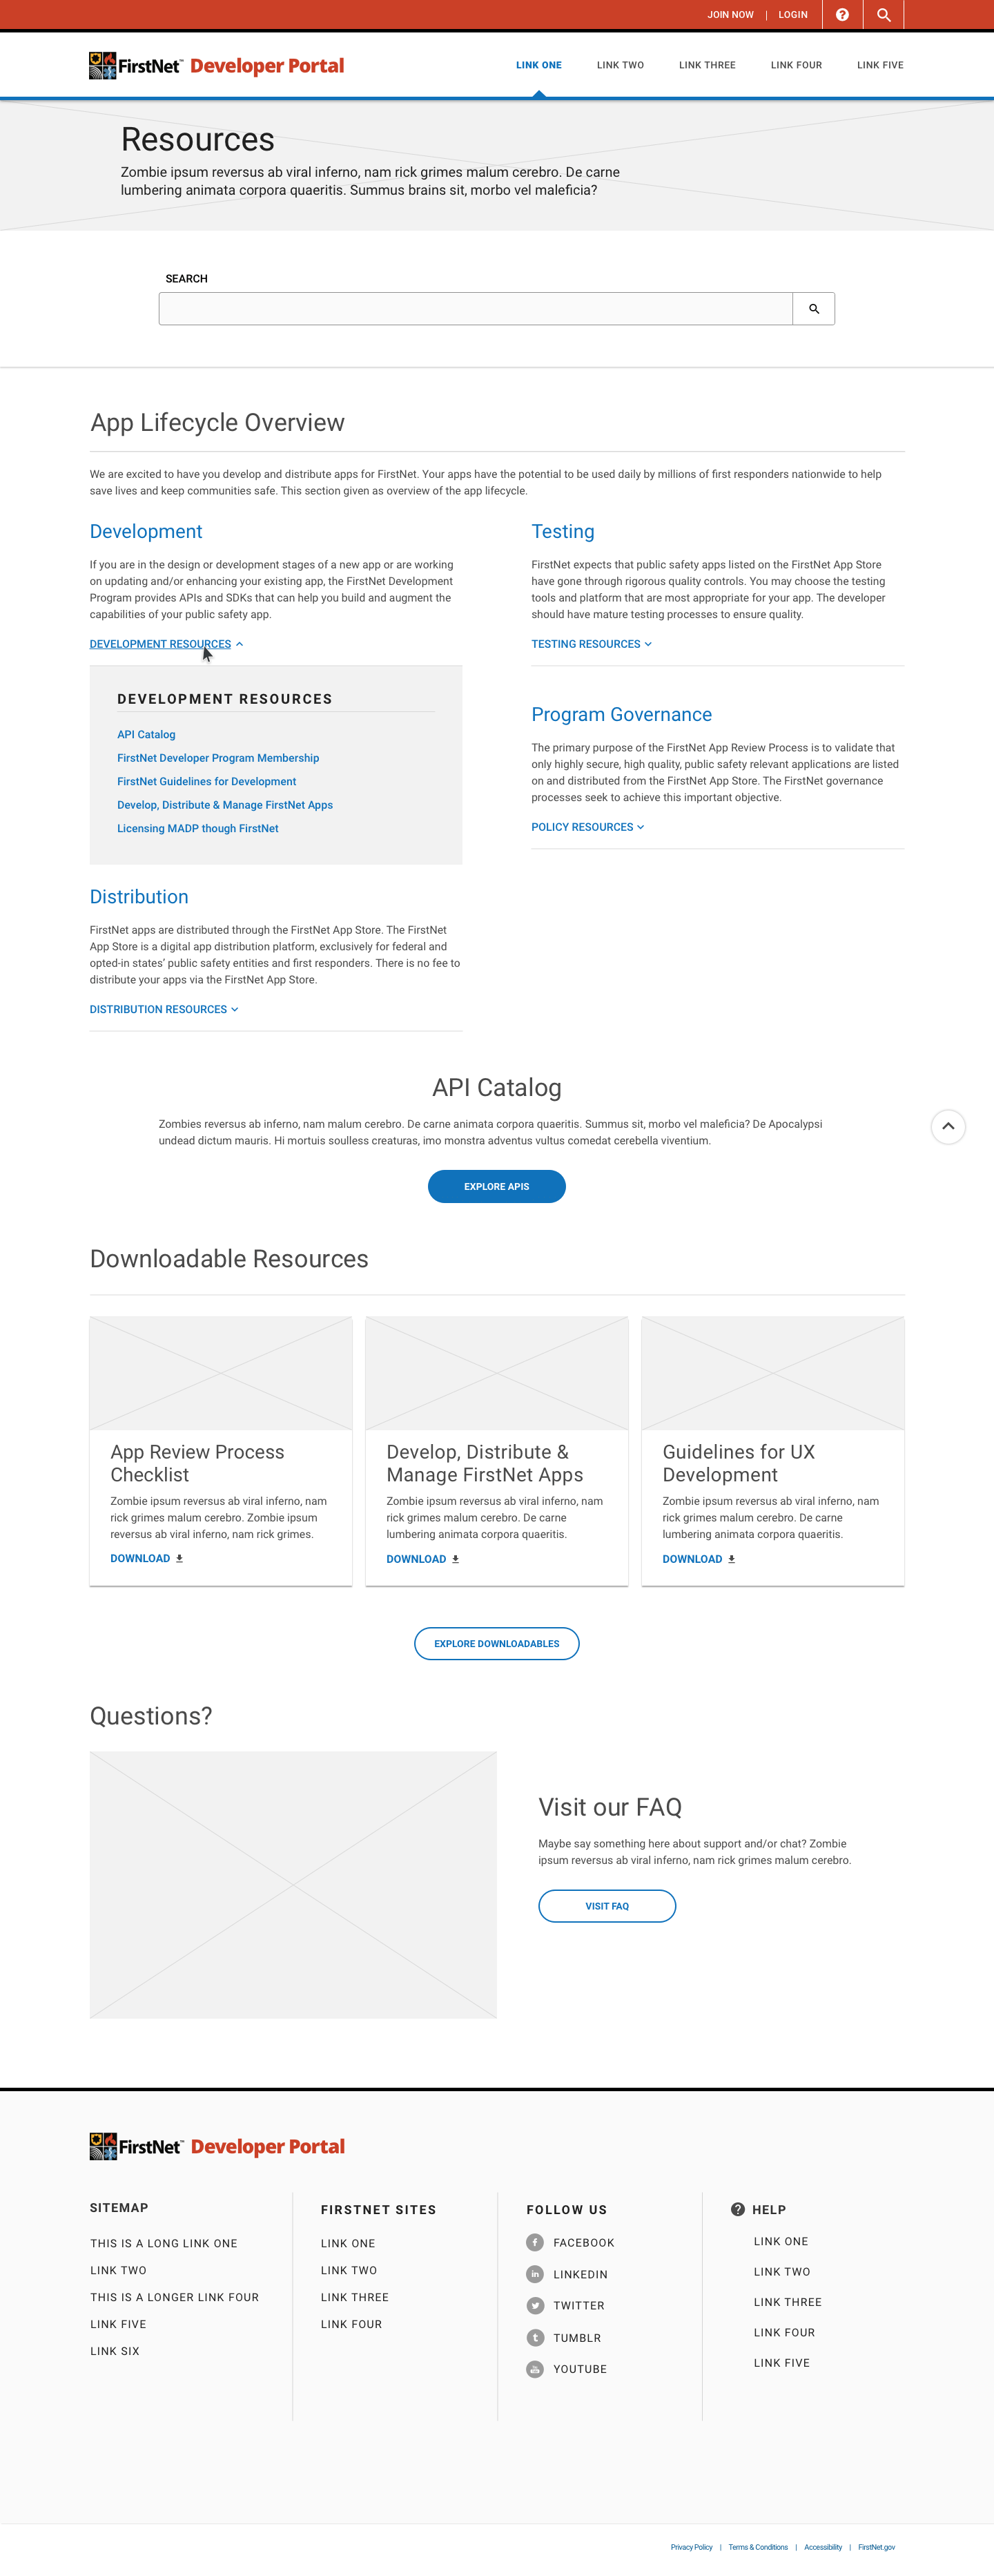 JOIN NOW | LOGIN
FirstNet™ Developer Portal
LINK ONE LINK TWO LINK THREE LINK FOUR LINK FIVE
Resources
Zombie ipsum reversus ab viral inferno, nam rick grimes malum cerebro. De carne
lumbering animata corpora quaeritis. Summus brains sit, morbo vel maleficia?
SEARCH
App Lifecycle Overview
We are excited to have you develop and distribute apps for FirstNet. Your apps have the potential to be used daily by millions of first responders nationwide to help
save lives and keep communities safe. This section given as overview of the app lifecycle.
Development
If you are in the design or development stages of a new app or are working
on updating and/or enhancing your existing app, the FirstNet Development
Program provides APIs and SDKs that can help you build and augment the
capabilities of your public safety app.
DEVELOPMENT RESOURCES
DEVELOPMENT RESOURCES
API Catalog
FirstNet Developer Program Membership
FirstNet Guidelines for Development
Develop, Distribute & Manage FirstNet Apps
Licensing MADP though FirstNet
Testing
FirstNet expects that public safety apps listed on the FirstNet App Store
have gone through rigorous quality controls. You may choose the testing
tools and platform that are most appropriate for your app. The developer
should have mature testing processes to ensure quality.
TESTING RESOURCES
Program Governance
The primary purpose of the FirstNet App Review Process is to validate that
only highly secure, high quality, public safety relevant applications are listed
on and distributed from the FirstNet App Store. The FirstNet governance
processes seek to achieve this important objective.
POLICY RESOURCES
Distribution
FirstNet apps are distributed through the FirstNet App Store. The FirstNet
App Store is a digital app distribution platform, exclusively for federal and
opted-in states' public safety entities and first responders. There is no fee to
distribute your apps via the FirstNet App Store.
DISTRIBUTION RESOURCES
API Catalog
Zombies reversus ab inferno, nam malum cerebro. De carne animata corpora quaeritis. Summus sit, morbo vel maleficia? De Apocalypsi
undead dictum mauris. Hi mortuis soulless creaturas, imo monstra adventus vultus comedat cerebella viventium.
EXPLORE APIS
Downloadable Resources
App Review Process
Checklist
Zombie ipsum reversus ab viral inferno, nam
rick grimes malum cerebro. Zombie ipsum
reversus ab viral inferno, nam rick grimes.
DOWNLOAD
Develop, Distribute &
Manage FirstNet Apps
Zombie ipsum reversus ab viral inferno, nam
rick grimes malum cerebro. De carne
lumbering animata corpora quaeritis.
DOWNLOAD
Guidelines for UX
Development
Zombie ipsum reversus ab viral inferno, nam
rick grimes malum cerebro. De carne
lumbering animata corpora quaeritis.
DOWNLOAD
EXPLORE DOWNLOADABLES
Questions?
Visit our FAQ
Maybe say something here about support and/or chat? Zombie
ipsum reversus ab viral inferno, nam rick grimes malum cerebro.
VISIT FAQ
FirstNet™ Developer Portal
SITEMAP
THIS IS A LONG LINK ONE
LINK TWO
THIS IS A LONGER LINK FOUR
LINK FIVE
LINK SIX
FIRSTNET SITES
LINK ONE
LINK TWO
LINK THREE
LINK FOUR
FOLLOW US
FACEBOOK
LINKEDIN
TWITTER
TUMBLR
YOUTUBE
HELP
LINK ONE
LINK TWO
LINK THREE
LINK FOUR
LINK FIVE
Privacy Policy | Terms & Conditions | Accessibility | FirstNet.gov